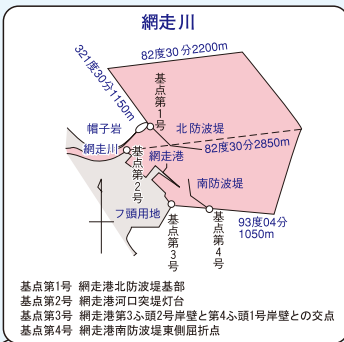 網走川
82度30分2200m
321度30分1150m
基点第1号
帽子岩
北防波堤
網走川
網走港
82度30分2850m
基点第2号
南防波堤
フ頭用地
基点第3号
基点第4号
93度04分
1050m
基点第1号 網走港北防波堤基部
基点第2号 網走港河口突堤灯台
基点第3号 網走港第3ふ頭2号岸壁と第4ふ頭1号岸壁との交点
基点第4号 網走港南防波堤東側屈折点